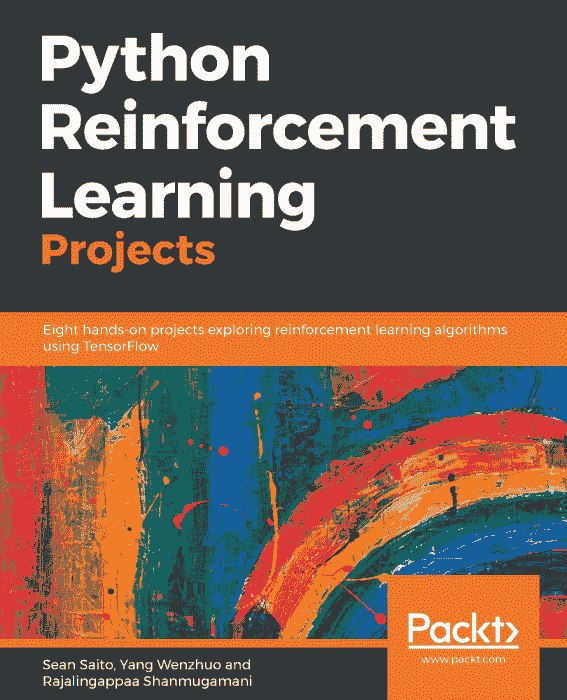 Python
Reinforcement
Learning
Projects
Eight hands-on projects exploring reinforcement learning algorithms
using TensorFlow
Packt>
www.packt.com
Sean Saito, Yang Wenzhuo and
Rajalingappaa Shanmugamani